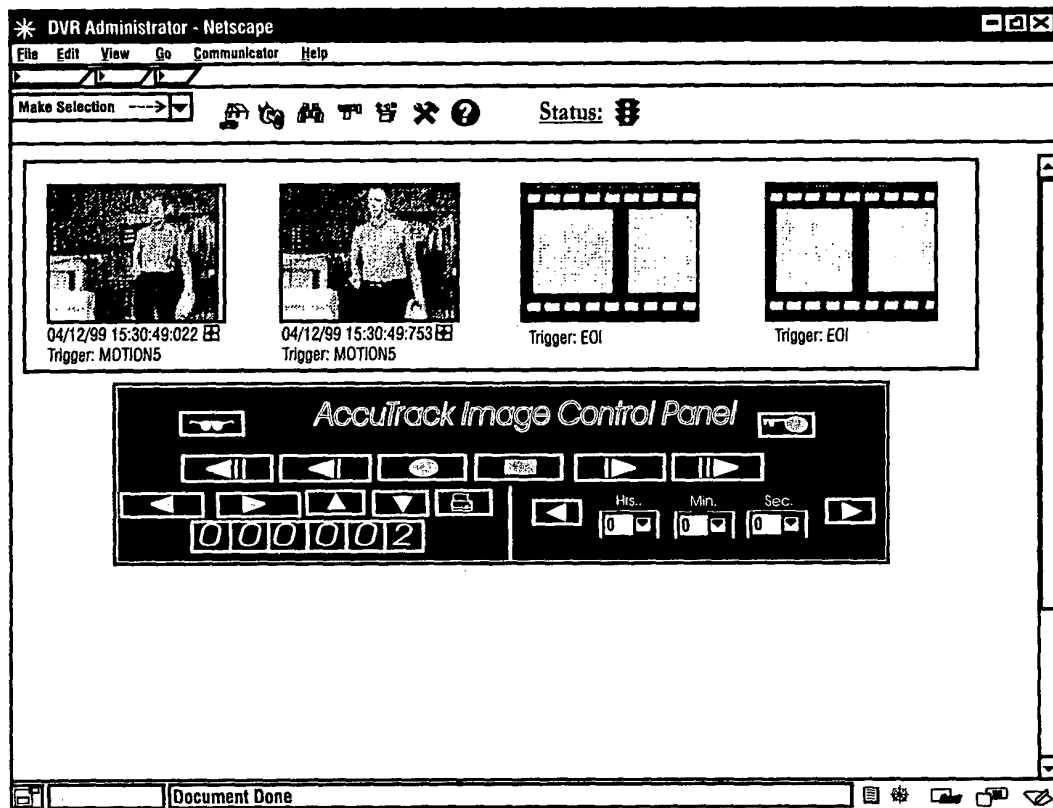 DVR Administrator - Netscape
File Edit View Go Communicator Help
Make Selection --->
? Status:
04/12/99 15:30:49:022
Trigger: MOTION5
04/12/99 15:30:49:753
Trigger: MOTION5
Trigger: EOI
Trigger: EOI
AccuTrack Image Control Panel
Hrs.. Min. Sec.
0 0 0
000002
Document Done